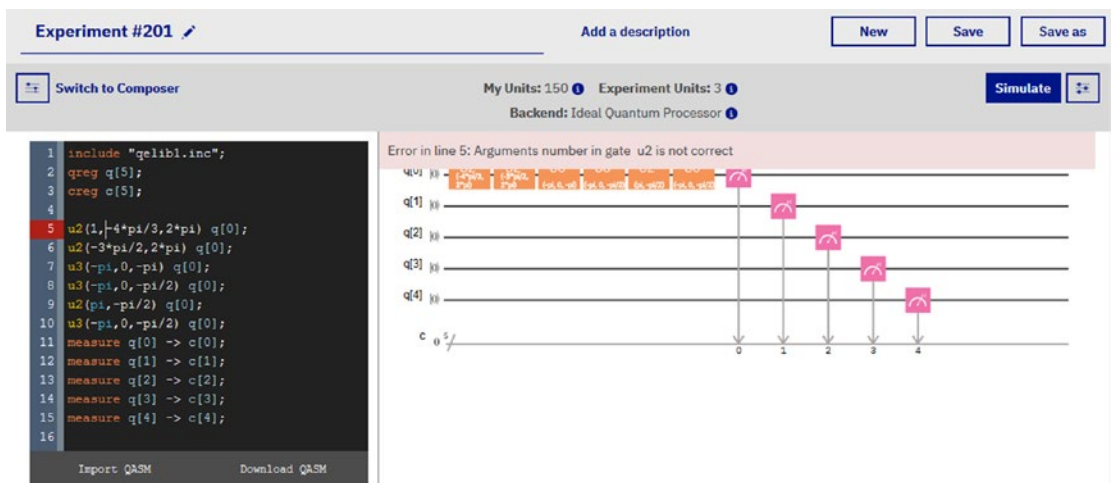 Experiment #201
Add a description
New
Save
Save as
Switch to Composer
My Units: 150 Experiment Units: 3
Backend: Ideal Quantum Processor
Simulate
1 include "qelib1.inc";
2 qreg q[5];
3 creg c[5];
4
5 u2(1,-4*pi/3,2*pi) q[0];
6 u2(-3*pi/2,2*pi) q[0];
7 u3(-pi,0,-pi) q[0];
8 u3(-pi,0,-pi/2) q[0];
9 u2(pi,-pi/2) q[0];
10 u3(-pi,0,-pi/2) q[0];
11 measure q[0] -> c[0];
12 measure q[1] -> c[1];
13 measure q[2] -> c[2];
14 measure q[3] -> c[3];
15 measure q[4] -> c[4];
16
Import QASM
Download QASM
Error in line 5: Arguments number in gate u2 is not correct
q[0] |0⟩
q[1] |0⟩
q[2] |0⟩
q[3] |0⟩
q[4] |0⟩
c 0 5
0 1 2 3 4